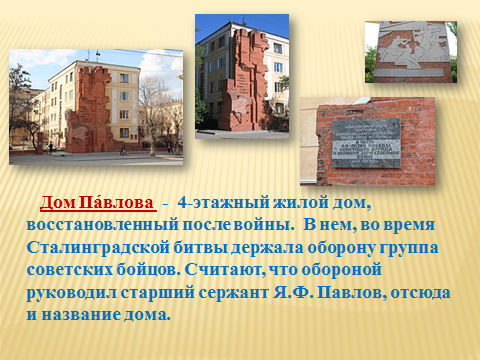 Дом Па́влова - 4-этажный жилой дом,
восстановленный после войны. В нем, во время
Сталинградской битвы держала оборону группа
советских бойцов. Считают, что обороной
руководил старший сержант Я.Ф. Павлов, отсюда
и название дома.